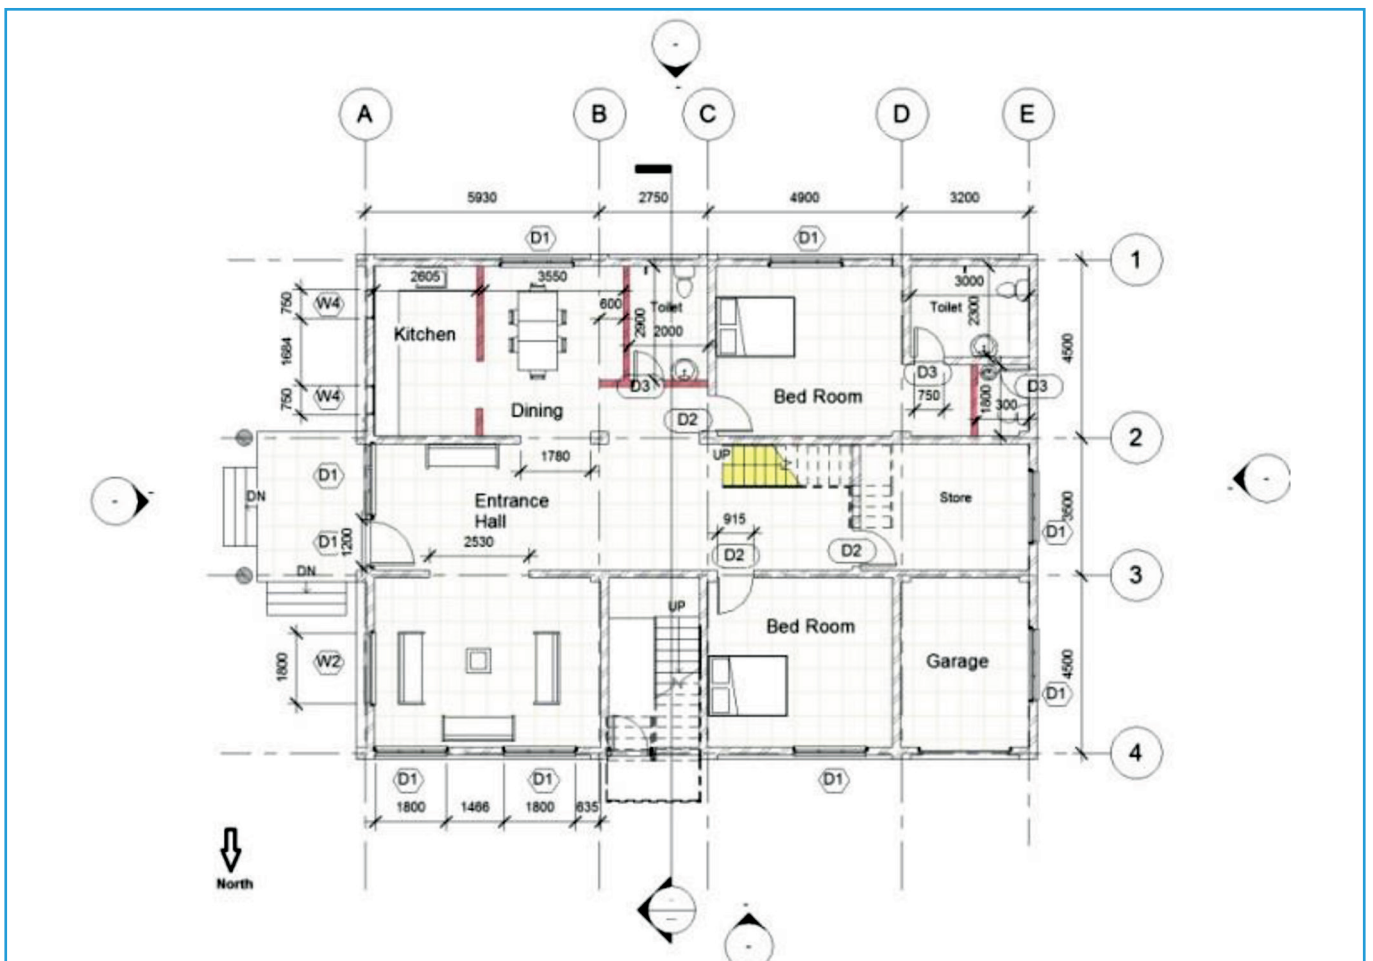 A B C D E
5930 2750 4900 3200
D1 D1
1
2605 3550 3000
750 W4 600 Toilet Toilet 2300
Kitchen 2900 2000
1684 4500
D3 D3 D3
750 W4 Bed Room 750 1800 300
Dining D2
2
1780 UP
D1
DN Entrance
Hall Store
915 3500
D1 1200 2530 D2 D2 D1
DN
3
UP
Bed Room
1800 W2 Garage 4500
D1
4
D1 D1 D1
1800 1466 1800 635
North